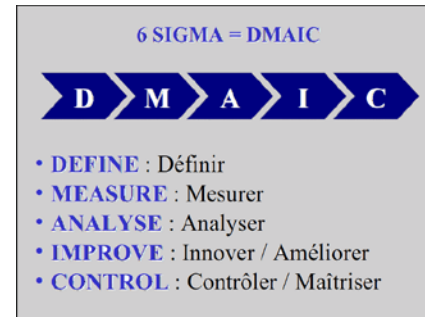 6 SIGMA = DMAIC
D M A I C
• DEFINE : Définir
• MEASURE : Mesurer
• ANALYSE : Analyser
• IMPROVE : Innover / Améliorer
• CONTROL : Contrôler / Maîtriser